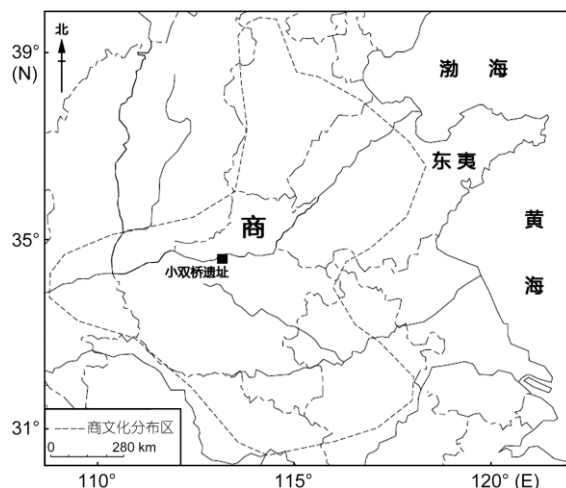 北
39°
(N)
渤 海
东 夷
黄
海
35°
商
小双桥遗址
31°
商文化分布区
0 280 km
110° 115° 120° (E)